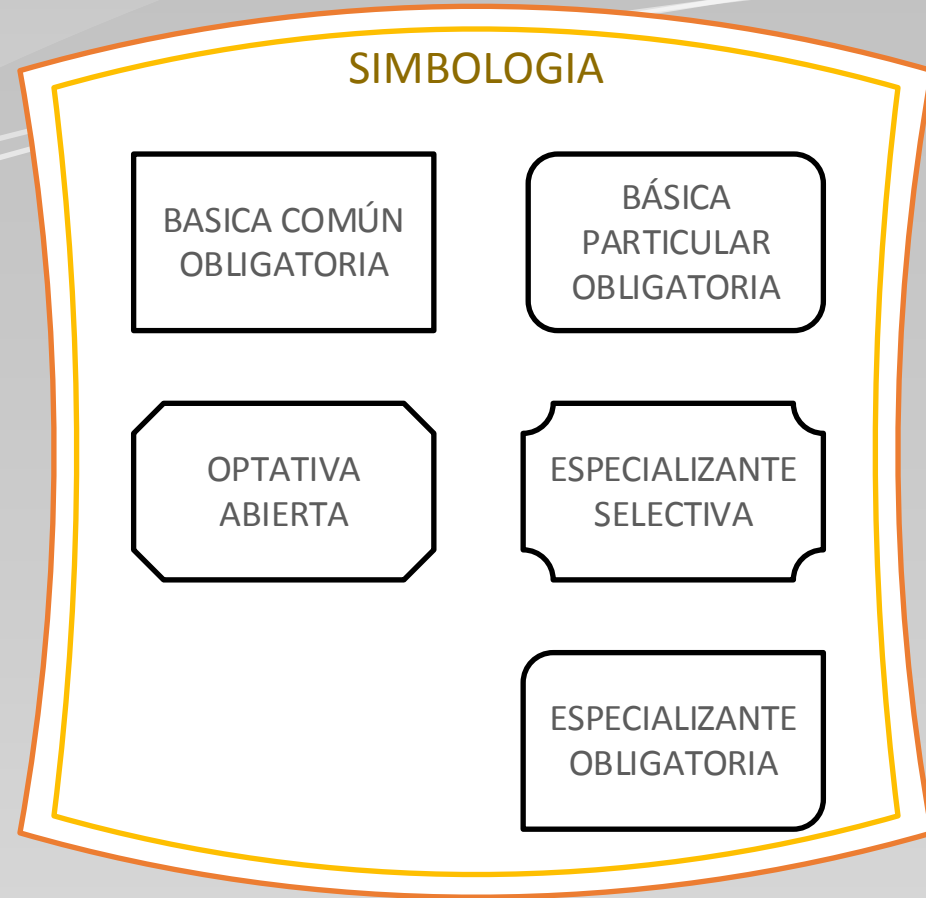 SIMBOLOGIA
BASICA COMÚN
OBLIGATORIA
BÁSICA
PARTICULAR
OBLIGATORIA
OPTATIVA
ABIERTA
ESPECIALIZANTE
SELECTIVA
ESPECIALIZANTE
OBLIGATORIA